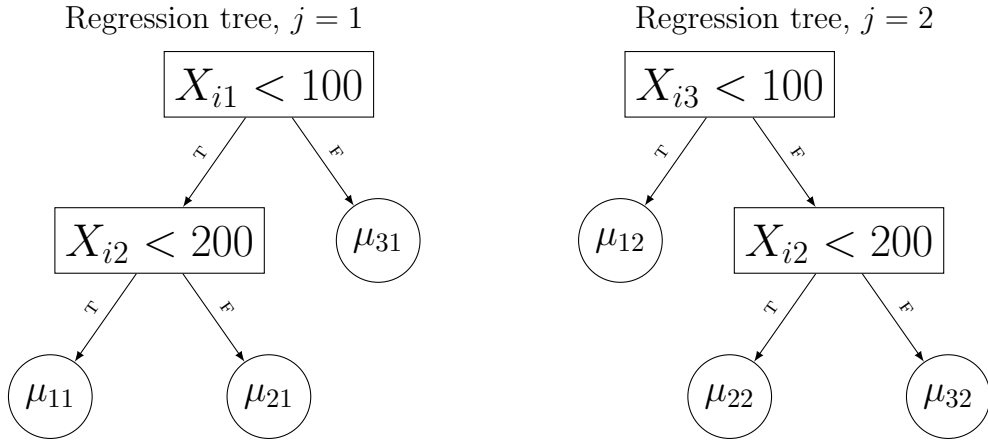 Regression tree, j = 1
X_{i1} < 100
T
F
X_{i2} < 200
μ_{31}
T
F
μ_{11}
μ_{21}
Regression tree, j = 2
X_{i3} < 100
T
F
μ_{12}
X_{i2} < 200
T
F
μ_{22}
μ_{32}